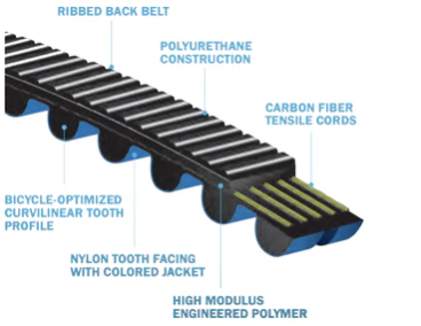 RIBBED BACK BELT
POLYURETHANE
CONSTRUCTION
CARBON FIBER
TENSILE CORDS
BICYCLE-OPTIMIZED
CURVILINEAR TOOTH
PROFILE
NYLON TOOTH FACING
WITH COLORED JACKET
HIGH MODULUS
ENGINEERED POLYMER